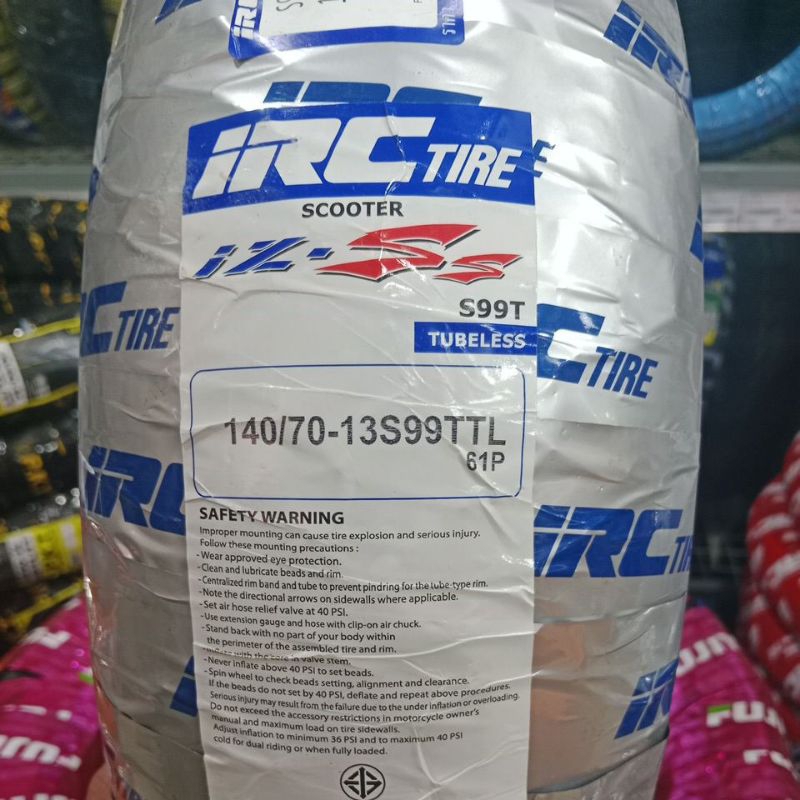 IRC TIRE
SCOOTER
iZ-Ss
S99T
TUBELESS
140/70-13S99TTL
61P
SAFETY WARNING
Improper mounting can cause tire explosion and serious injury.
Follow these mounting precautions :
- Wear approved eye protection.
- Clean and lubricate beads and rim.
- Centralized rim band and tube to prevent pindring for the tube-type rim.
- Note the directional arrows on sidewalls where applicable.
- Set air hose relief valve at 40 PSI.
- Use extension gauge and hose with clip-on air chuck.
- Stand back with no part of your body within
the perimeter of the assembled tire and rim.
- Inflate with the core in valve stem.
- Never inflate above 40 PSI to set beads.
- Spin wheel to check beads setting, alignment and clearance.
If the beads do not set by 40 PSI, deflate and repeat above procedures.
Serious injury may result from the failure due to the under inflation or overloading.
Do not exceed the accessory restrictions in motorcycle owner's
manual and maximum load on tire sidewalls.
Adjust inflation to minimum 36 PSI and to maximum 40 PSI
cold for dual riding or when fully loaded.
IRC TIRE
IRC TIRE
IRC
IRC TIRE
IRC